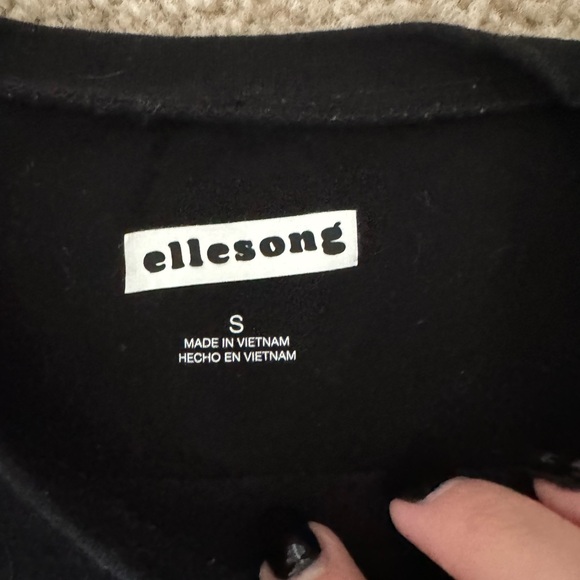 ellesong
S
MADE IN VIETNAM
HECHO EN VIETNAM